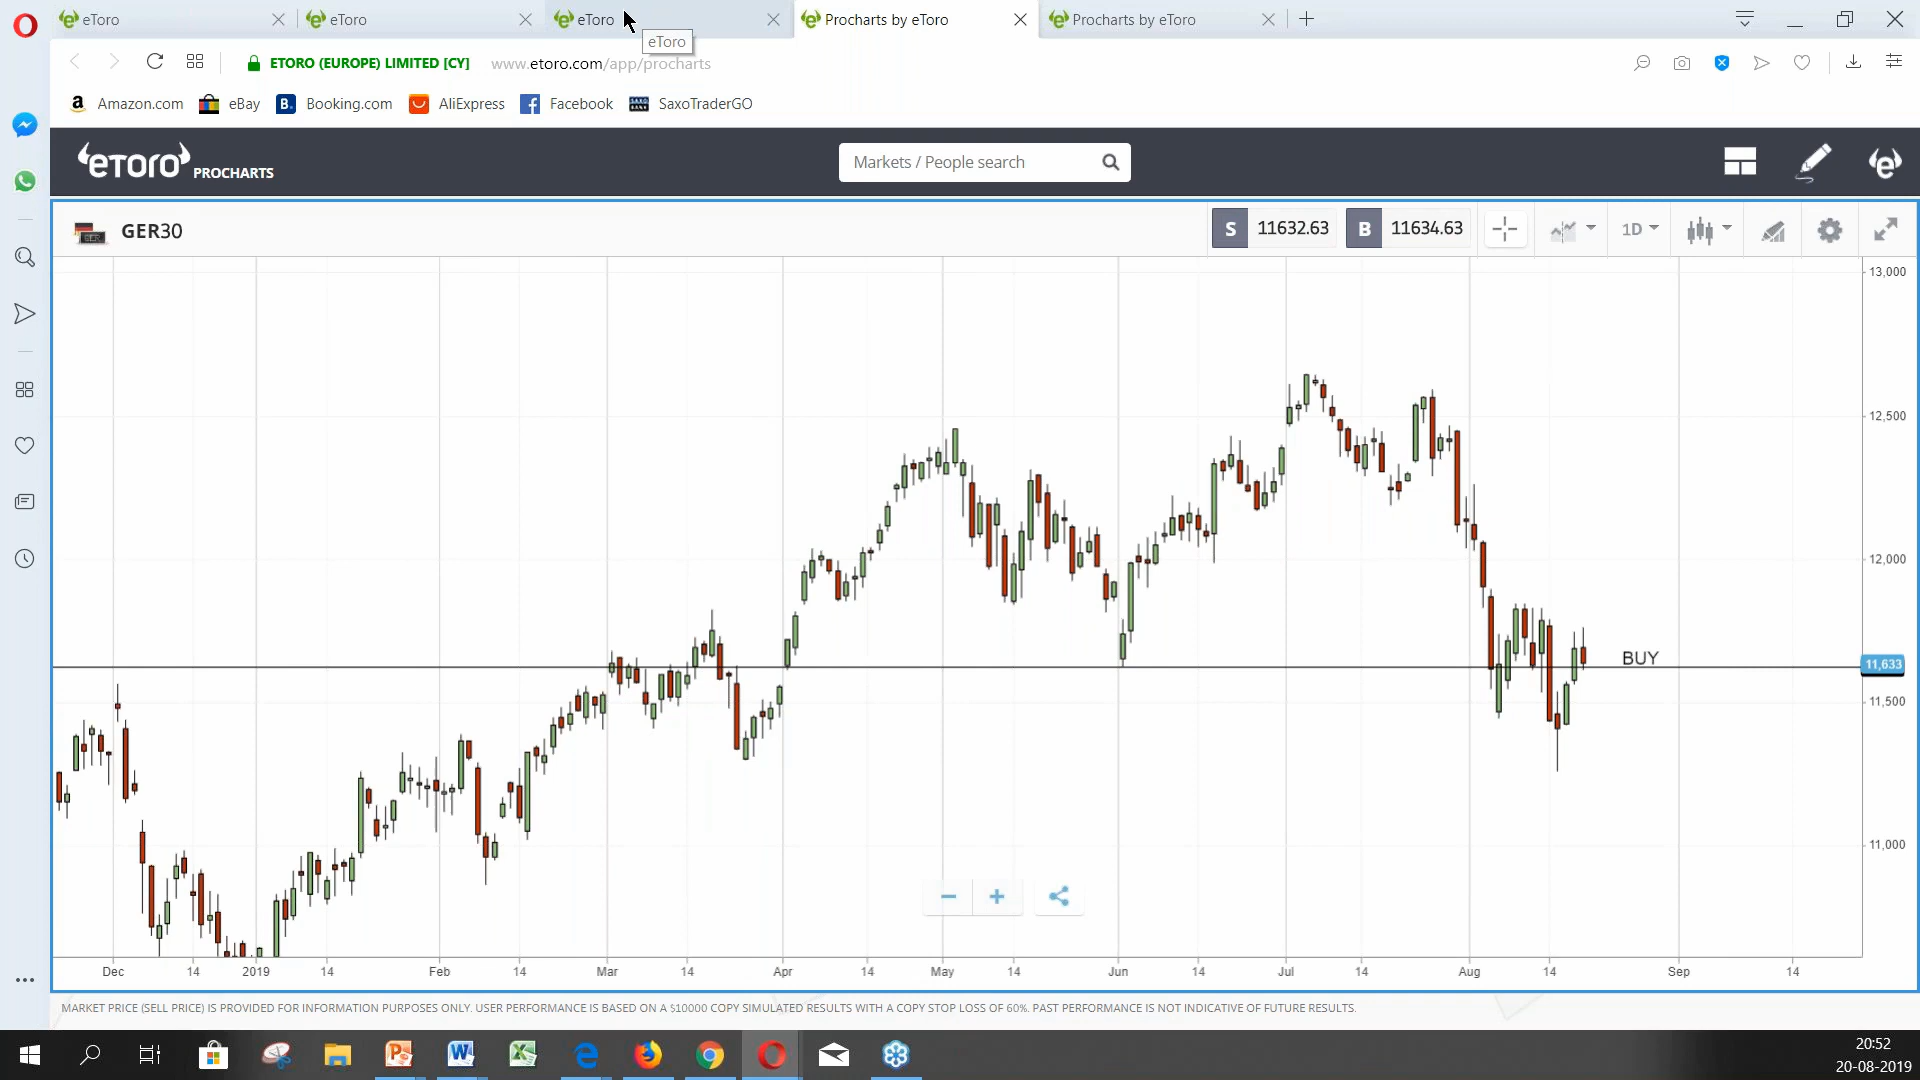 eToro
eToro
eToro
Procharts by eToro
Procharts by eToro
eToro
ETORO (EUROPE) LIMITED [CY]
www.etoro.com/app/procharts
a Amazon.com
eBay
B. Booking.com
AliExpress
f Facebook
SAXO BANK SaxoTraderGO
eTORO PROCHARTS
Markets / People search
GER GER30
S 11632.63 B 11634.63
1D
13,000
12,500
12,000
BUY
11,633
11,500
11,000
Dec 14 2019 14 Feb 14 Mar 14 Apr 14 May 14 Jun 14 Jul 14 Aug 14 Sep 14
MARKET PRICE (SELL PRICE) IS PROVIDED FOR INFORMATION PURPOSES ONLY. USER PERFORMANCE IS BASED ON A $10000 COPY SIMULATED RESULTS WITH A COPY STOP LOSS OF 60%. PAST PERFORMANCE IS NOT INDICATIVE OF FUTURE RESULTS.
20:52
20-08-2019